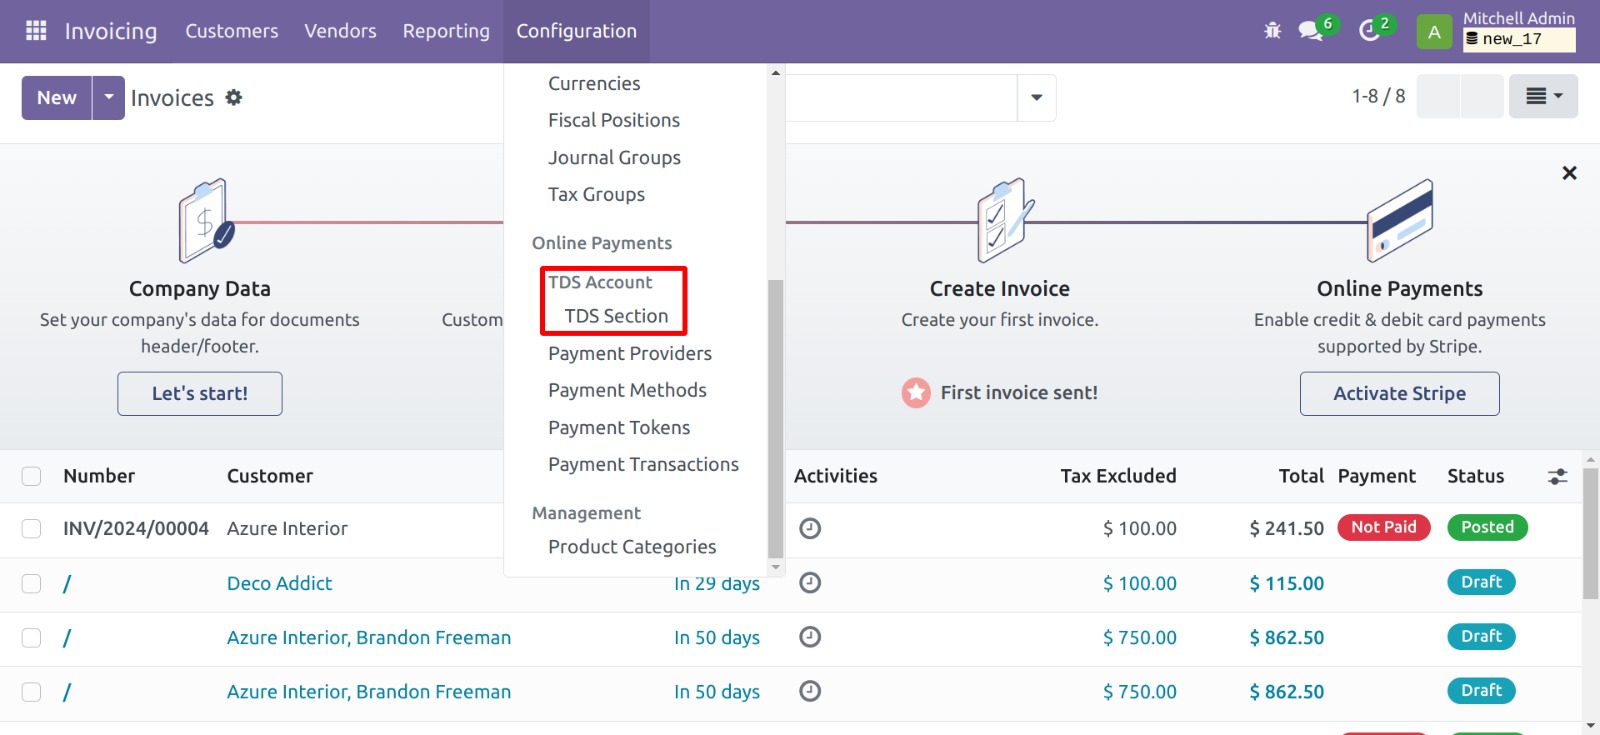 Invoicing Customers Vendors Reporting Configuration 6 2 A Mitchell Admin
new_17
New Invoices 1-8 / 8
Currencies
Fiscal Positions
Journal Groups
Tax Groups
Online Payments
TDS Account
TDS Section
Payment Providers
Payment Methods
Payment Tokens
Payment Transactions
Management
Product Categories
Company Data
Set your company's data for documents
header/footer.
Let's start!
Custom
Create Invoice
Create your first invoice.
First invoice sent!
Online Payments
Enable credit & debit card payments
supported by Stripe.
Activate Stripe
Number Customer Activities Tax Excluded Total Payment Status
INV/2024/00004 Azure Interior $ 100.00 $ 241.50 Not Paid Posted
/ Deco Addict In 29 days $ 100.00 $ 115.00 Draft
/ Azure Interior, Brandon Freeman In 50 days $ 750.00 $ 862.50 Draft
/ Azure Interior, Brandon Freeman In 50 days $ 750.00 $ 862.50 Draft